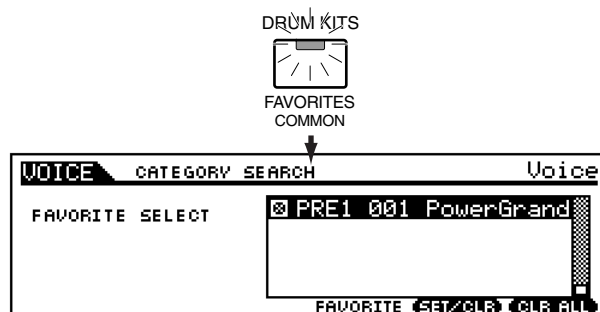 DRUM KITS
FAVORITES
COMMON
VOICE CATEGORY SEARCH Voice
FAVORITE SELECT PRE1 001 PowerGrand
FAVORITE SET/CLR CLR ALL